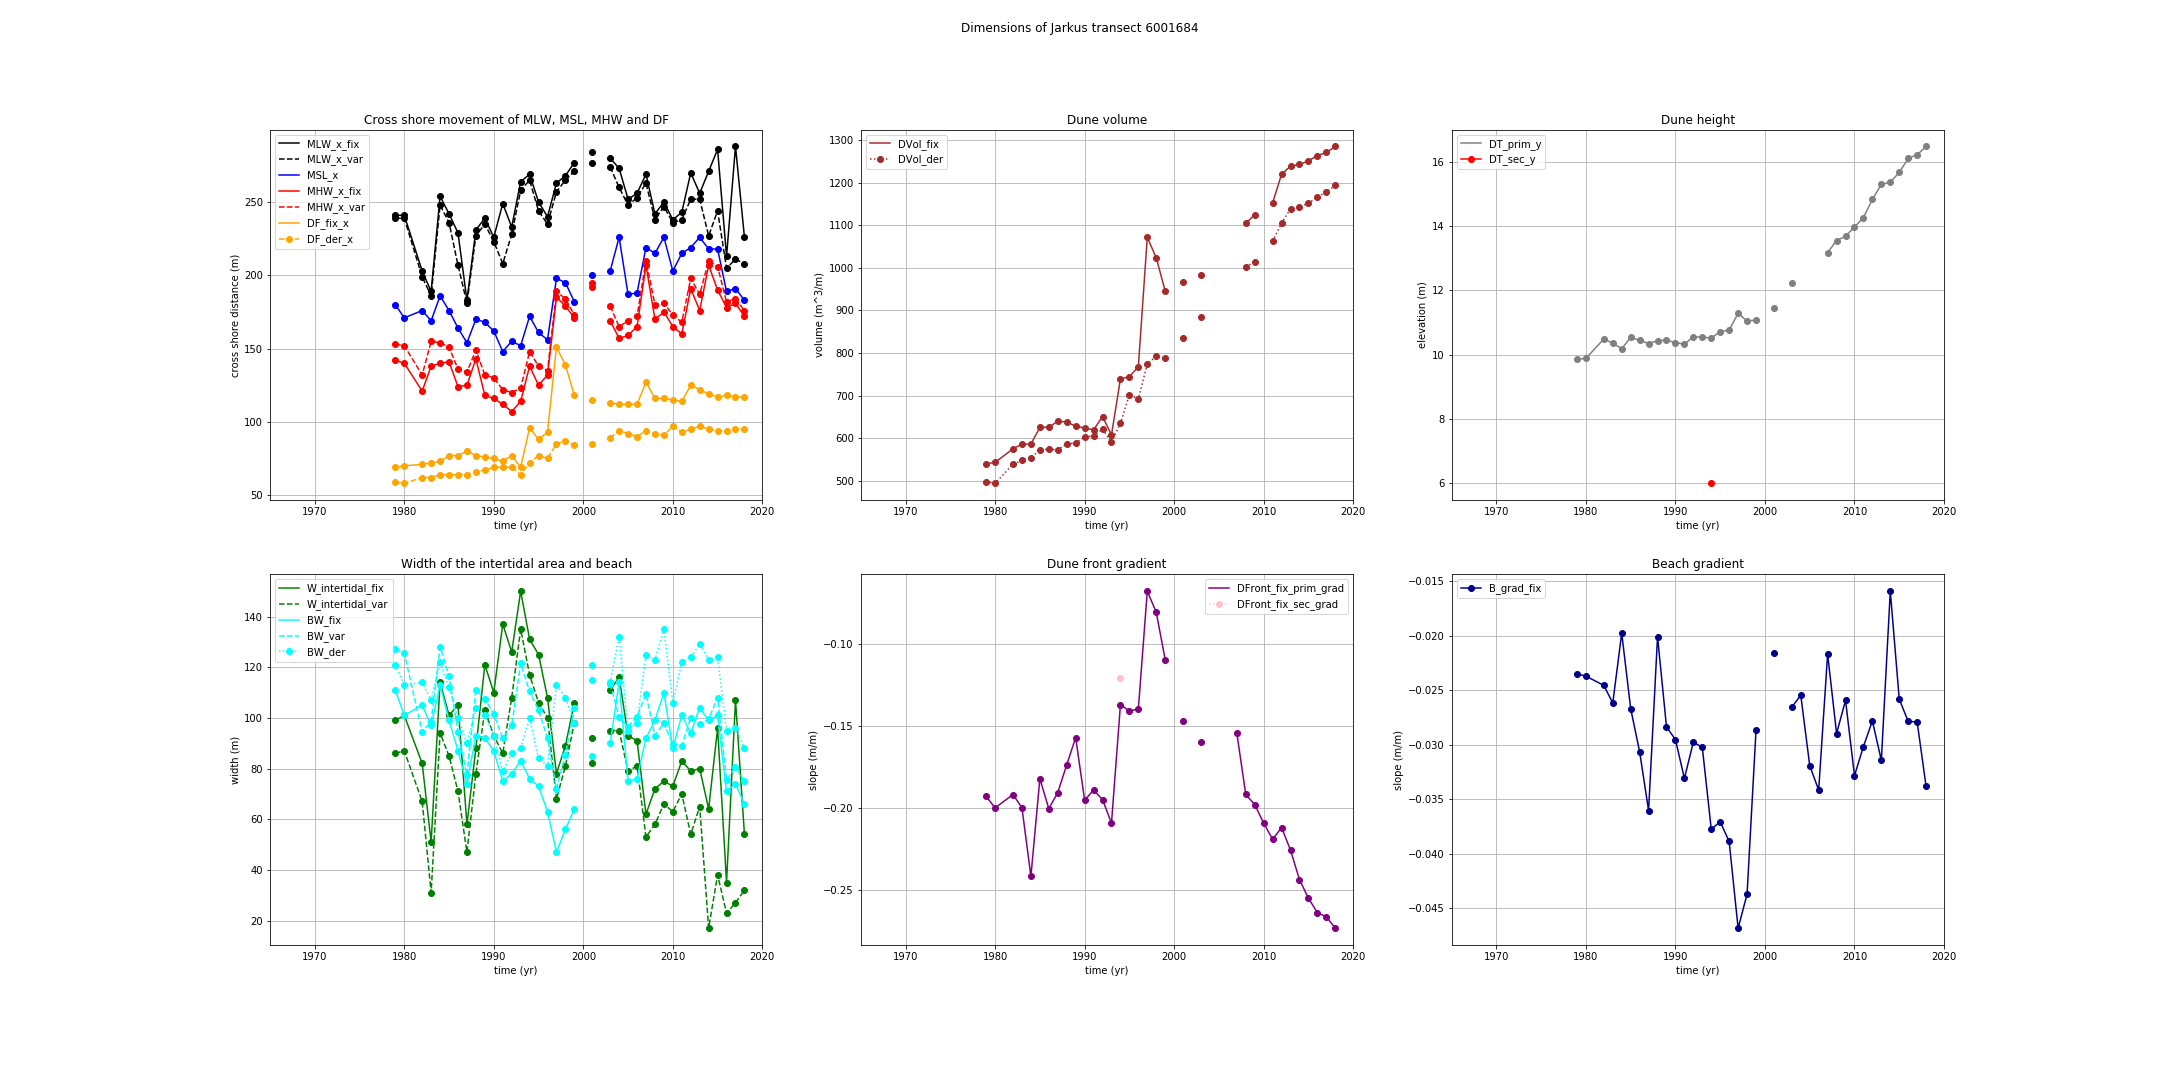 Dimensions of Jarkus transect 6001684
Cross shore movement of MLW, MSL, MHW and DF
MLW_x_fix
MLW_x_var
MSL_x
MHW_x_fix
MHW_x_var
DF_fix_x
DF_der_x
250
200
150
100
50
cross shore distance (m)
1970 1980 1990 2000 2010 2020
time (yr)
Dune volume
DVol_fix
DVol_der
1300
1200
1100
1000
900
800
700
600
500
volume (m^3/m)
1970 1980 1990 2000 2010 2020
time (yr)
Dune height
DT_prim_y
DT_sec_y
16
14
12
10
8
6
elevation (m)
1970 1980 1990 2000 2010 2020
time (yr)
Width of the intertidal area and beach
W_intertidal_fix
W_intertidal_var
BW_fix
BW_var
BW_der
140
120
100
80
60
40
20
width (m)
1970 1980 1990 2000 2010 2020
time (yr)
Dune front gradient
DFront_fix_prim_grad
DFront_fix_sec_grad
−0.10
−0.15
−0.20
−0.25
slope (m/m)
1970 1980 1990 2000 2010 2020
time (yr)
Beach gradient
B_grad_fix
−0.015
−0.020
−0.025
−0.030
−0.035
−0.040
−0.045
slope (m/m)
1970 1980 1990 2000 2010 2020
time (yr)